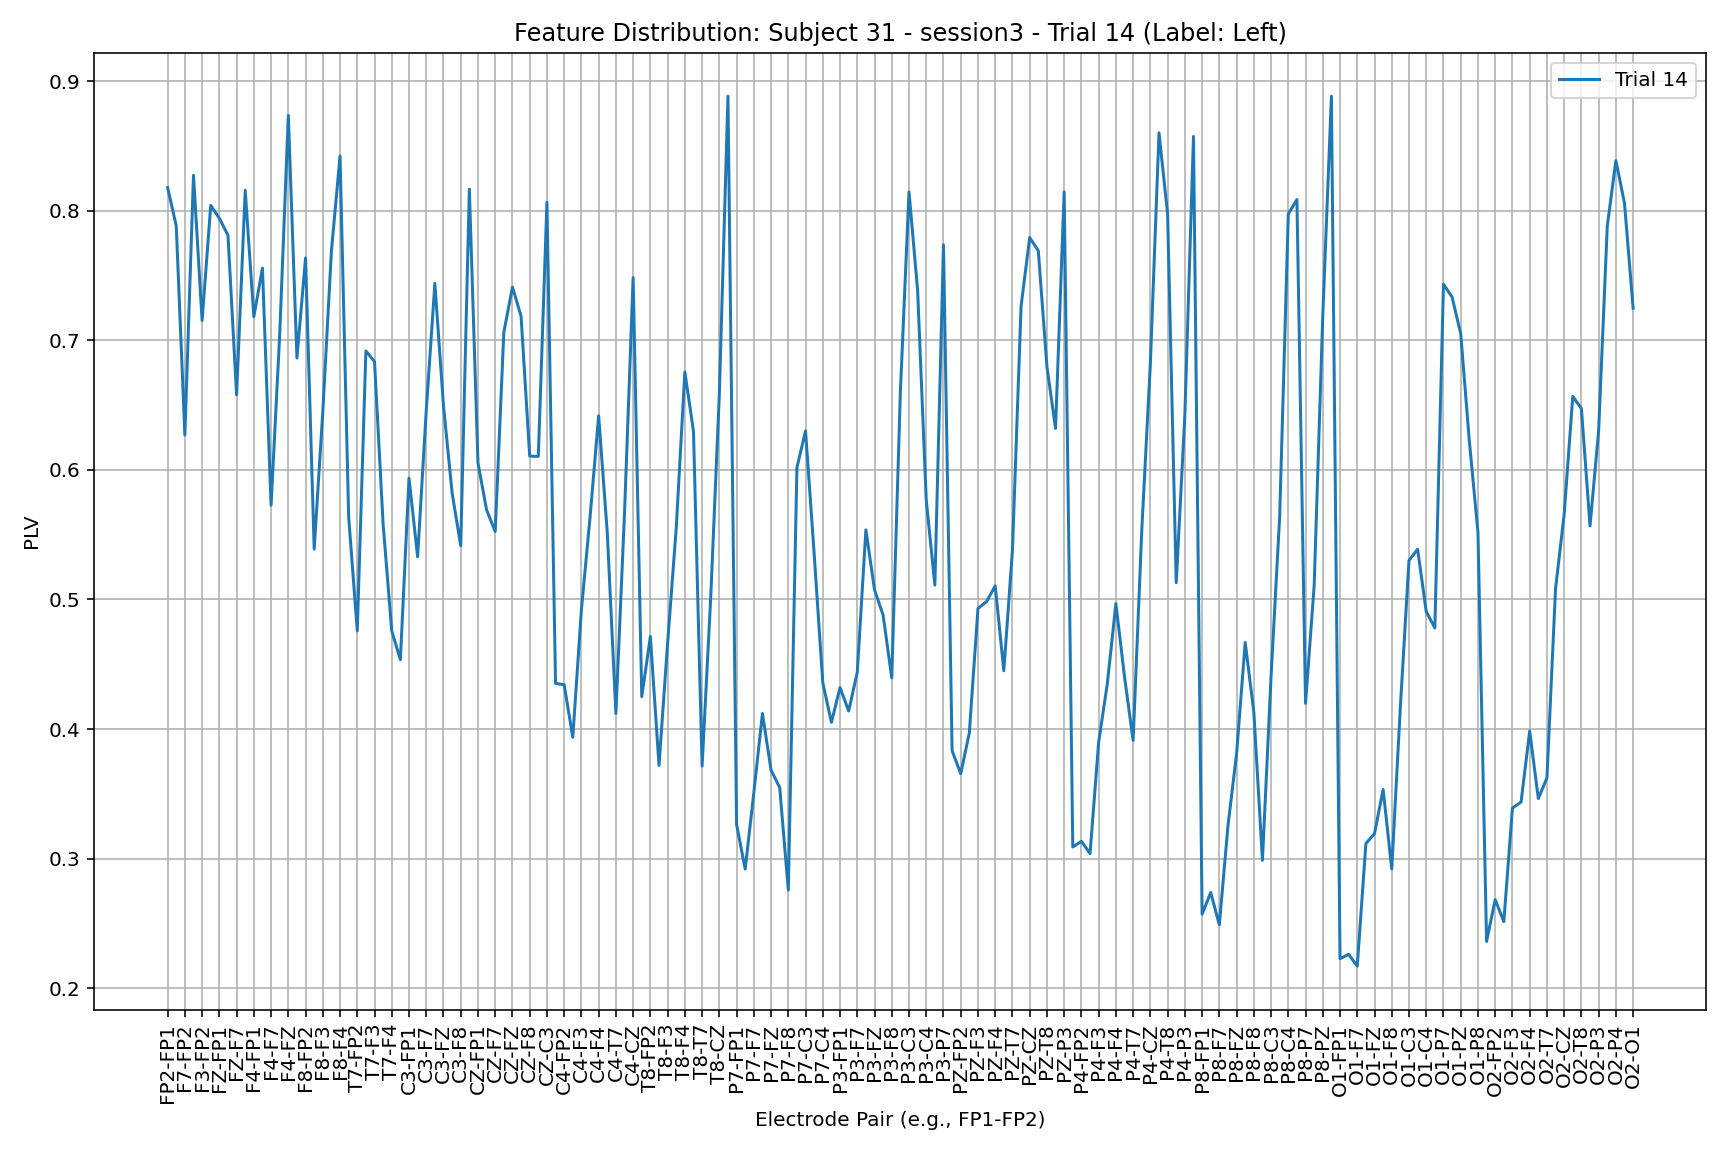 Feature Distribution: Subject 31 - session3 - Trial 14 (Label: Left)
Trial 14
PLV
0.9
0.8
0.7
0.6
0.5
0.4
0.3
0.2
FP2-FP1
F7-FP2
F3-FP2
FZ-FP1
FZ-F7
F4-FP1
F4-F7
F4-FZ
F8-FP2
F8-F3
F8-F4
T7-FP2
T7-F3
T7-F4
C3-FP1
C3-F7
C3-FZ
C3-F8
CZ-FP1
CZ-F7
CZ-FZ
CZ-F8
CZ-C3
C4-FP2
C4-F3
C4-F4
C4-T7
C4-CZ
T8-FP2
T8-F3
T8-F4
T8-T7
T8-CZ
P7-FP1
P7-F7
P7-FZ
P7-F8
P7-C3
P7-C4
P3-FP1
P3-F7
P3-FZ
P3-F8
P3-C3
P3-C4
P3-P7
PZ-FP2
PZ-F3
PZ-F4
PZ-T7
PZ-CZ
PZ-T8
PZ-P3
P4-FP2
P4-F3
P4-F4
P4-T7
P4-CZ
P4-T8
P4-P3
P8-FP1
P8-F7
P8-FZ
P8-F8
P8-C3
P8-C4
P8-P7
P8-PZ
O1-FP1
O1-F7
O1-FZ
O1-F8
O1-C3
O1-C4
O1-P7
O1-PZ
O1-P8
O2-FP2
O2-F3
O2-F4
O2-T7
O2-CZ
O2-T8
O2-P3
O2-P4
O2-O1
Electrode Pair (e.g., FP1-FP2)